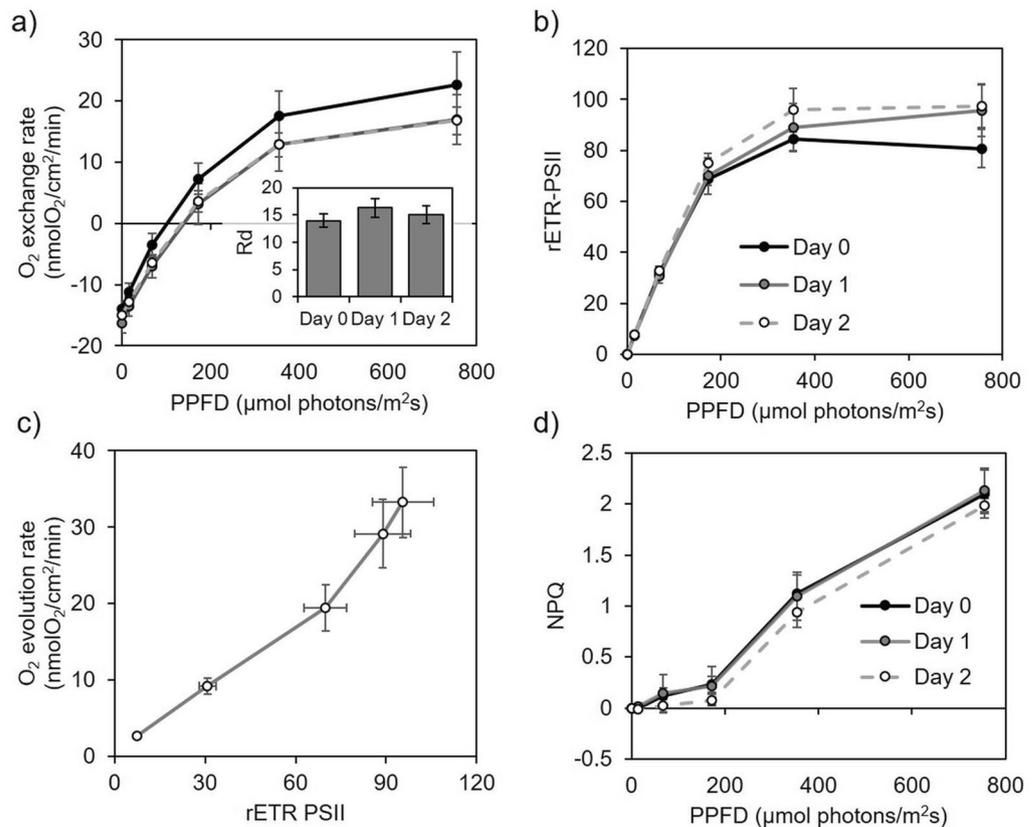 a)
O₂ exchange rate
(nmolO₂/cm²/min)
30
20
10
0
-10
-20
0
200
400
600
800
PPFD (µmol photons/m²s)
Rd
20
15
10
5
0
Day 0
Day 1
Day 2
b)
rETR-PSII
120
100
80
60
40
20
0
Day 0
Day 1
Day 2
0
200
400
600
800
PPFD (µmol photons/m²s)
c)
O₂ evolution rate
(nmolO₂/cm²/min)
40
30
20
10
0
0
30
60
90
120
rETR PSII
d)
NPQ
2.5
2
1.5
1
0.5
0
-0.5
Day 0
Day 1
Day 2
0
200
400
600
800
PPFD (µmol photons/m²s)